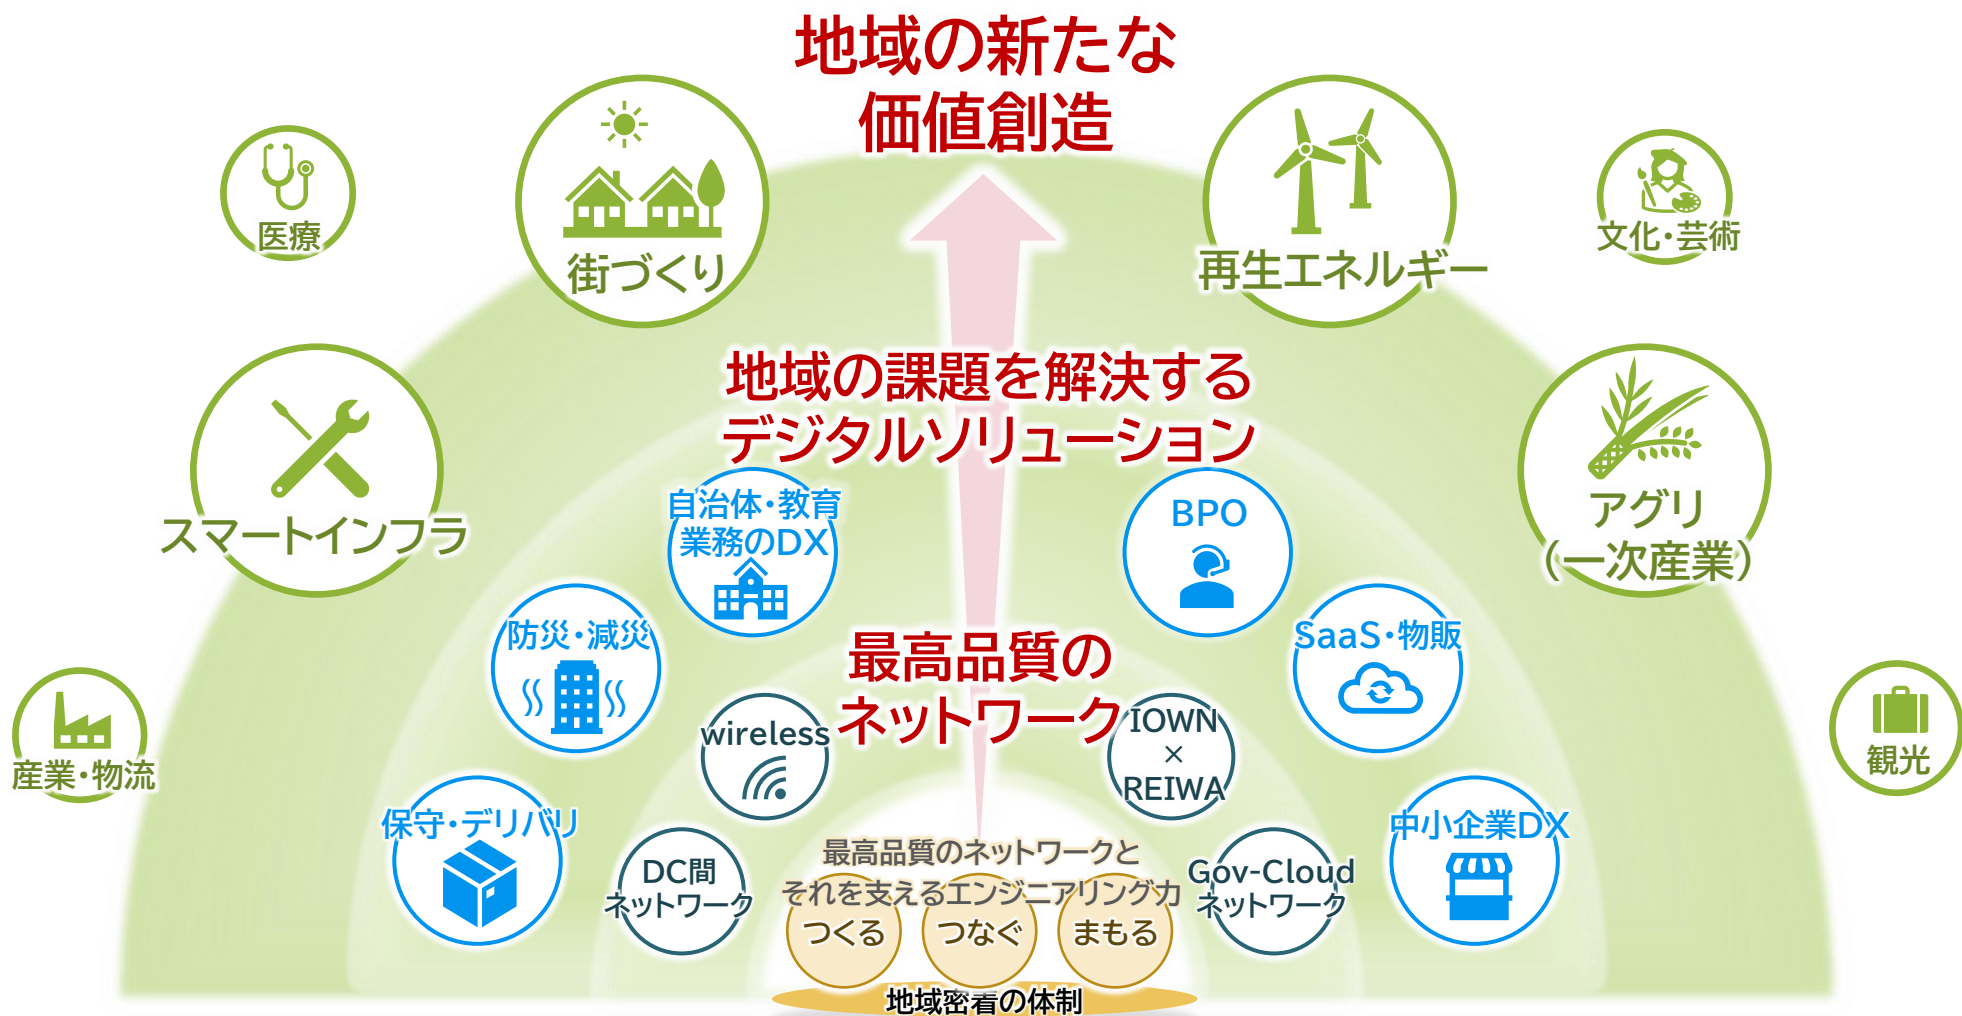 地域の新たな
価値創造
医療
街づくり
再生エネルギー
文化・芸術
地域の課題を解決する
デジタルソリューション
スマートインフラ
アグリ
（一次産業）
自治体・教育
業務のDX
BPO
防災・減災
SaaS・物販
最高品質の
ネットワーク
wireless
IOWN
×
REIWA
産業・物流
観光
保守・デリバリ
中小企業DX
DC間
ネットワーク
Gov-Cloud
ネットワーク
最高品質のネットワークと
それを支えるエンジニアリング力
つくる
つなぐ
まもる
地域密着の体制